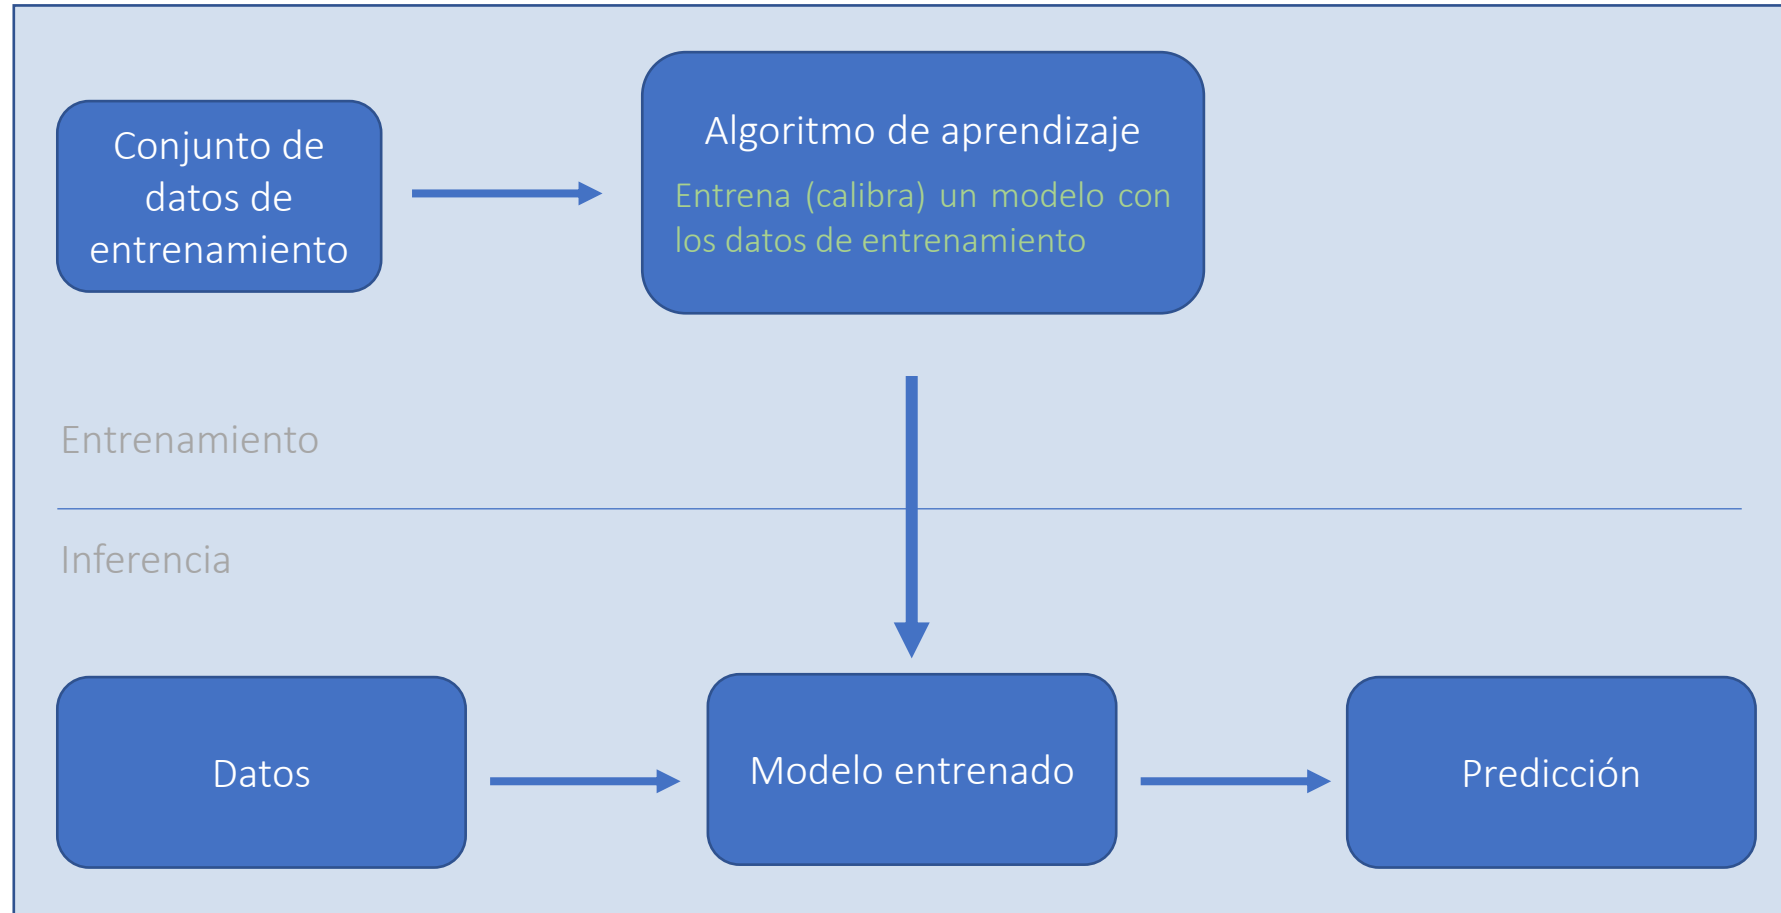 Conjunto de
datos de
entrenamiento
Algoritmo de aprendizaje
Entrena (calibra) un modelo con
los datos de entrenamiento
Entrenamiento
Inferencia
Datos
Modelo entrenado
Predicción